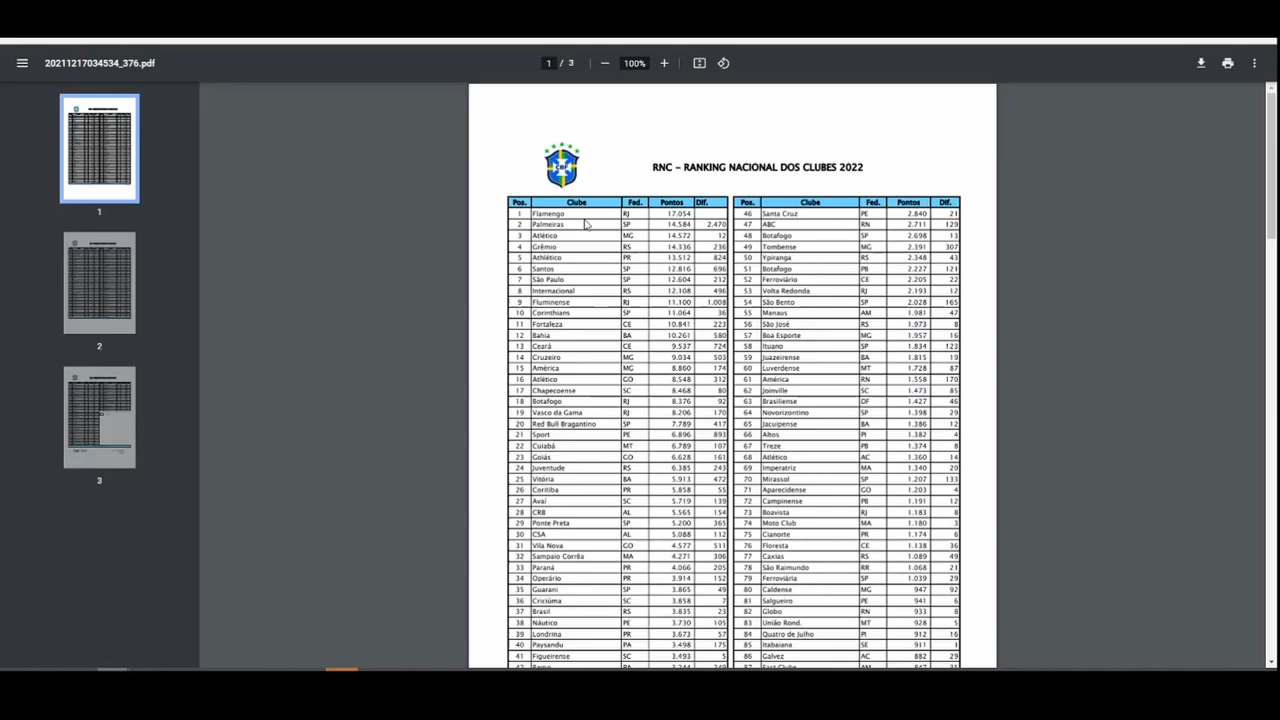 20211217034534_376.pdf
1 / 3
100%
1
2
3
CBF
RNC - RANKING NACIONAL DOS CLUBES 2022
Pos. Clube Fed. Pontos Dif.
1 Flamengo RJ 17.054
2 Palmeiras SP 14.584 2.470
3 Atlético MG 14.572 12
4 Grêmio RS 14.336 236
5 Athlético PR 13.512 824
6 Santos SP 12.816 696
7 São Paulo SP 12.604 212
8 Internacional RS 12.108 496
9 Fluminense RJ 11.100 1.008
10 Corinthians SP 11.064 36
11 Fortaleza CE 10.841 223
12 Bahia BA 10.261 580
13 Ceará CE 9.537 724
14 Cruzeiro MG 9.034 503
15 América MG 8.860 174
16 Atlético GO 8.548 312
17 Chapecoense SC 8.468 80
18 Botafogo RJ 8.376 92
19 Vasco da Gama RJ 8.206 170
20 Red Bull Bragantino SP 7.789 417
21 Sport PE 6.896 893
22 Cuiabá MT 6.789 107
23 Goiás GO 6.628 161
24 Juventude RS 6.385 243
25 Vitória BA 5.913 472
26 Coritiba PR 5.858 55
27 Avaí SC 5.719 139
28 CRB AL 5.565 154
29 Ponte Preta SP 5.200 365
30 CSA AL 5.088 112
31 Vila Nova GO 4.577 511
32 Sampaio Corrêa MA 4.271 306
33 Paraná PR 4.066 205
34 Operário PR 3.914 152
35 Guarani SP 3.865 49
36 Criciúma SC 3.858 7
37 Brasil RS 3.835 23
38 Náutico PE 3.730 105
39 Londrina PR 3.673 57
40 Paysandu PA 3.498 175
41 Figueirense SC 3.493 5
Pos. Clube Fed. Pontos Dif.
46 Santa Cruz PE 2.840 21
47 ABC RN 2.711 129
48 Botafogo SP 2.698 13
49 Tombense MG 2.391 307
50 Ypiranga RS 2.348 43
51 Botafogo PB 2.227 121
52 Ferroviário CE 2.205 22
53 Volta Redonda RJ 2.193 12
54 São Bento SP 2.028 165
55 Manaus AM 1.981 47
56 São José RS 1.973 8
57 Boa Esporte MG 1.957 16
58 Ituano SP 1.834 123
59 Juazeirense BA 1.815 19
60 Luverdense MT 1.728 87
61 América RN 1.558 170
62 Joinville SC 1.473 85
63 Brasiliense DF 1.427 46
64 Novorizontino SP 1.398 29
65 Jacuipense BA 1.386 12
66 Altos PI 1.382 4
67 Treze PB 1.374 8
68 Atlético AC 1.360 14
69 Imperatriz MA 1.340 20
70 Mirassol SP 1.207 133
71 Aparecidense GO 1.203 4
72 Campinense PB 1.191 12
73 Boavista RJ 1.183 8
74 Moto Club MA 1.180 3
75 Cianorte PR 1.174 6
76 Floresta CE 1.138 36
77 Caxias RS 1.089 49
78 São Raimundo RR 1.068 21
79 Ferroviária SP 1.039 29
80 Caldense MG 947 92
81 Salgueiro PE 941 6
82 Globo RN 933 8
83 União Rond. MT 928 5
84 Quatro de Julho PI 912 16
85 Itabaiana SE 911 1
86 Galvez AC 882 29